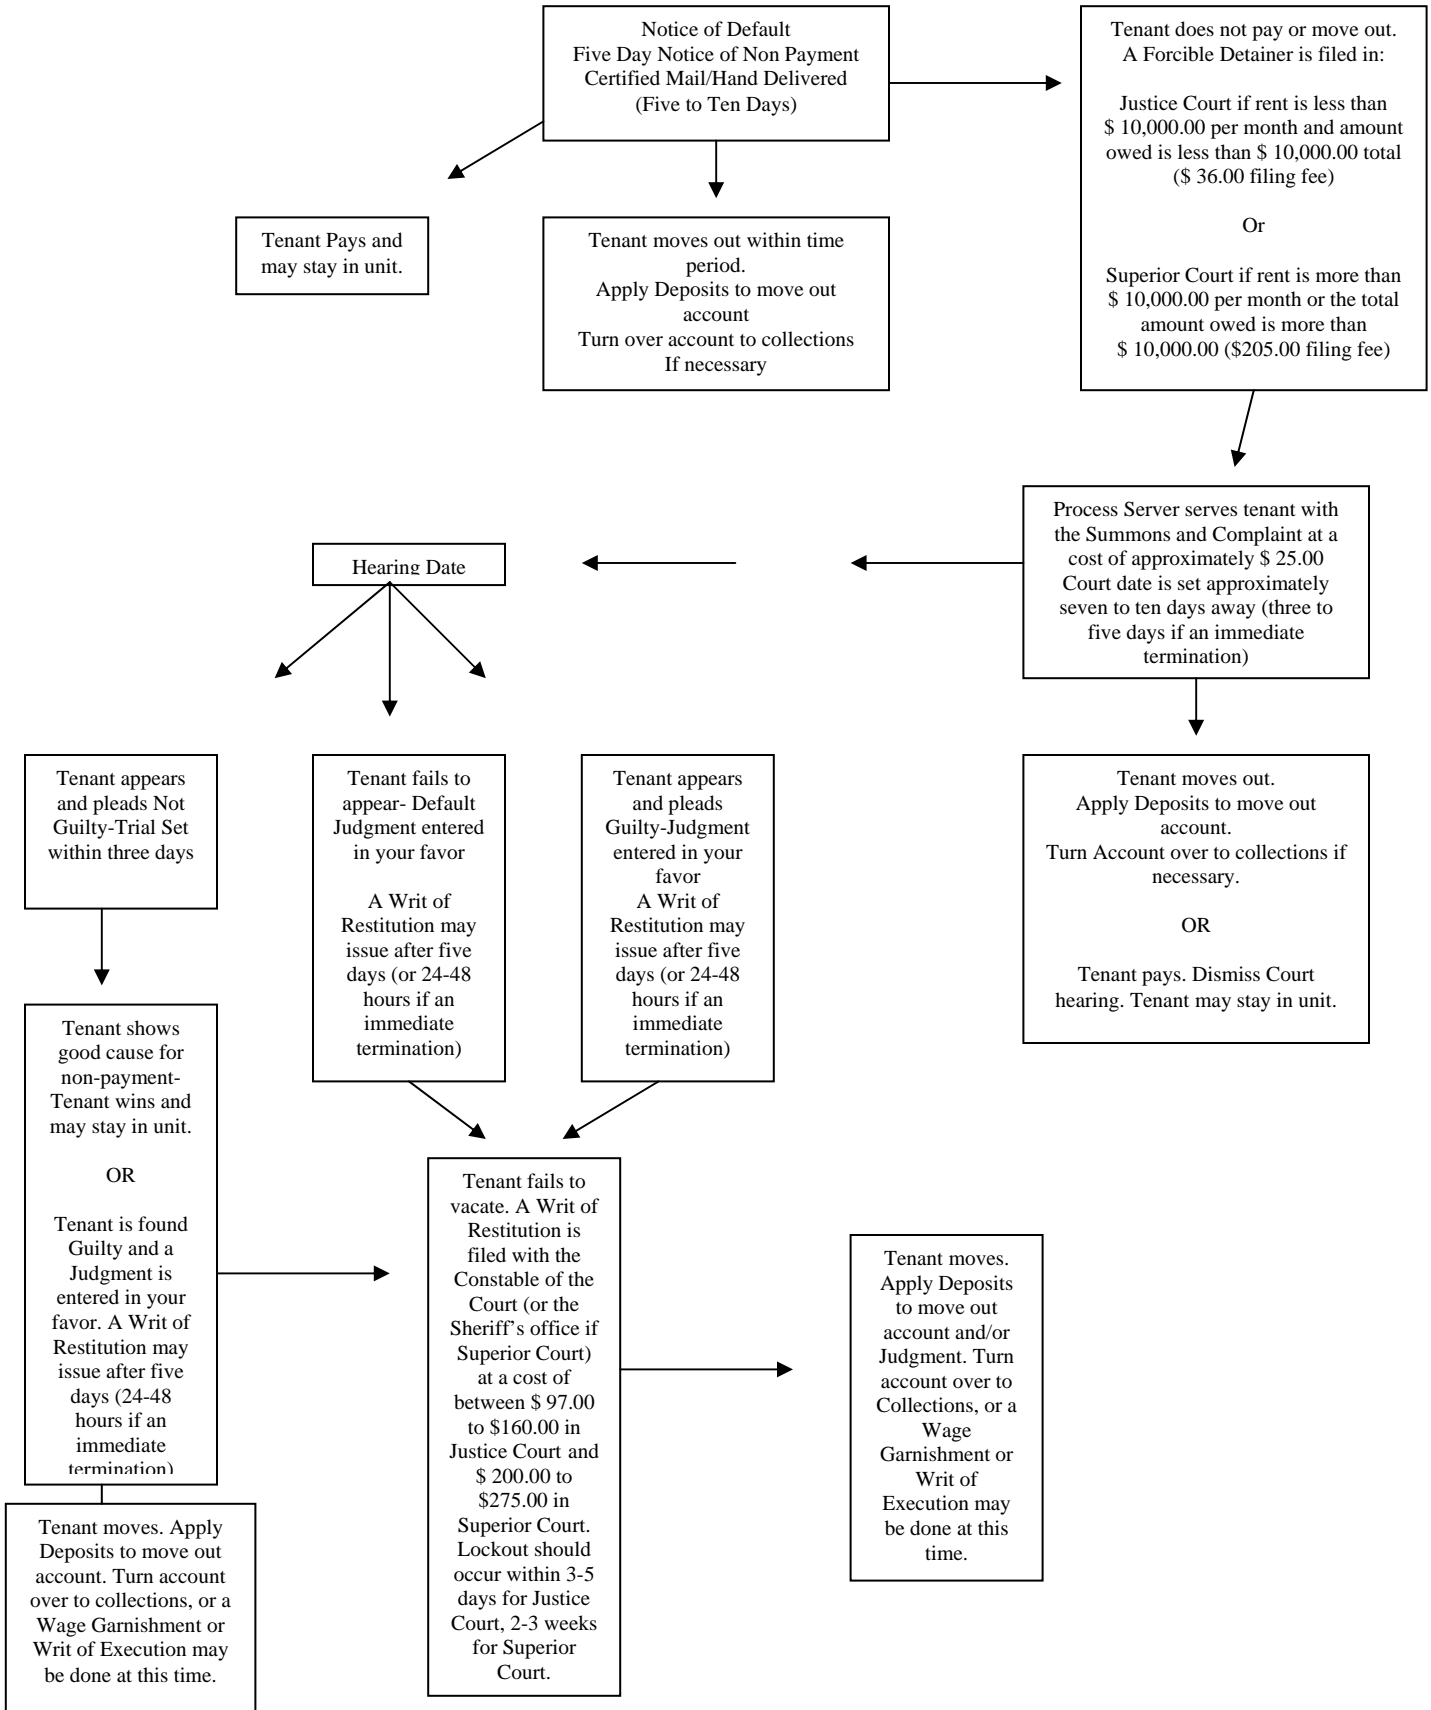 Notice of Default
Five Day Notice of Non Payment
Certified Mail/Hand Delivered
(Five to Ten Days)
Tenant does not pay or move out.
A Forcible Detainer is filed in:
Justice Court if rent is less than
$ 10,000.00 per month and amount
owed is less than $ 10,000.00 total
($ 36.00 filing fee)
Or
Superior Court if rent is more than
$ 10,000.00 per month or the total
amount owed is more than
$ 10,000.00 ($205.00 filing fee)
Tenant Pays and
may stay in unit.
Tenant moves out within time
period.
Apply Deposits to move out
account
Turn over account to collections
If necessary
Process Server serves tenant with
the Summons and Complaint at a
cost of approximately $ 25.00
Court date is set approximately
seven to ten days away (three to
five days if an immediate
termination)
Hearing Date
Tenant appears
and pleads Not
Guilty-Trial Set
within three days
Tenant fails to
appear- Default
Judgment entered
in your favor
A Writ of
Restitution may
issue after five
days (or 24-48
hours if an
immediate
termination)
Tenant appears
and pleads
Guilty-Judgment
entered in your
favor
A Writ of
Restitution may
issue after five
days (or 24-48
hours if an
immediate
termination)
Tenant moves out.
Apply Deposits to move out
account.
Turn Account over to collections if
necessary.
OR
Tenant pays. Dismiss Court
hearing. Tenant may stay in unit.
Tenant shows
good cause for
non-payment-
Tenant wins and
may stay in unit.
OR
Tenant is found
Guilty and a
Judgment is
entered in your
favor. A Writ of
Restitution may
issue after five
days (24-48
hours if an
immediate
termination)
Tenant fails to
vacate. A Writ of
Restitution is
filed with the
Constable of the
Court (or the
Sheriff’s office if
Superior Court)
at a cost of
between $ 97.00
to $160.00 in
Justice Court and
$ 200.00 to
$275.00 in
Superior Court.
Lockout should
occur within 3-5
days for Justice
Court, 2-3 weeks
for Superior
Court.
Tenant moves.
Apply Deposits
to move out
account and/or
Judgment. Turn
account over to
Collections, or a
Wage
Garnishment or
Writ of
Execution may
be done at this
time.
Tenant moves. Apply
Deposits to move out
account. Turn account
over to collections, or a
Wage Garnishment or
Writ of Execution may
be done at this time.